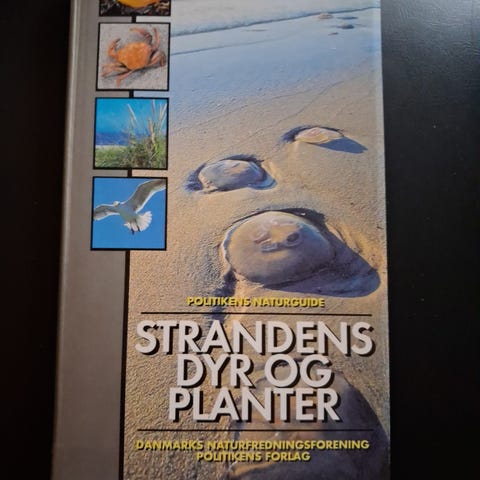 POLITIKENS NATURGUIDE
STRANDENS
DYR OG
PLANTER
DANMARKS NATURFREDNINGSFORENING
POLITIKENS FORLAG